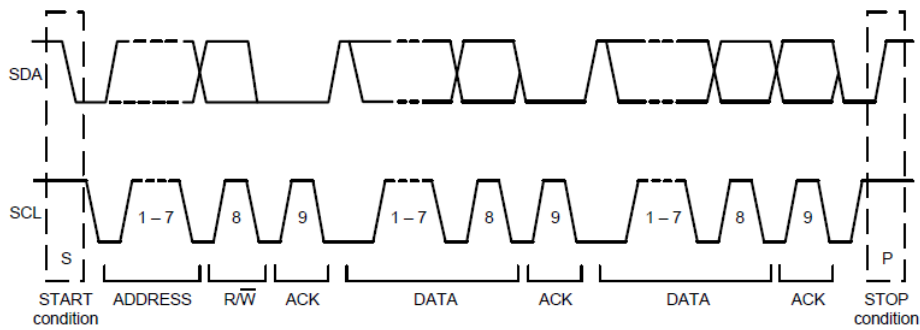 SDA
SCL
1 – 7 8 9 1 – 7 8 9 1 – 7 8 9
S P
START condition
ADDRESS
R/W̅
ACK
DATA
ACK
DATA
ACK
STOP condition